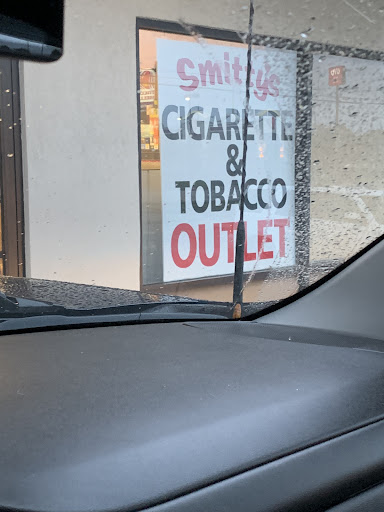 Smitty's
CIGARETTE
&
TOBACCO
OUTLET